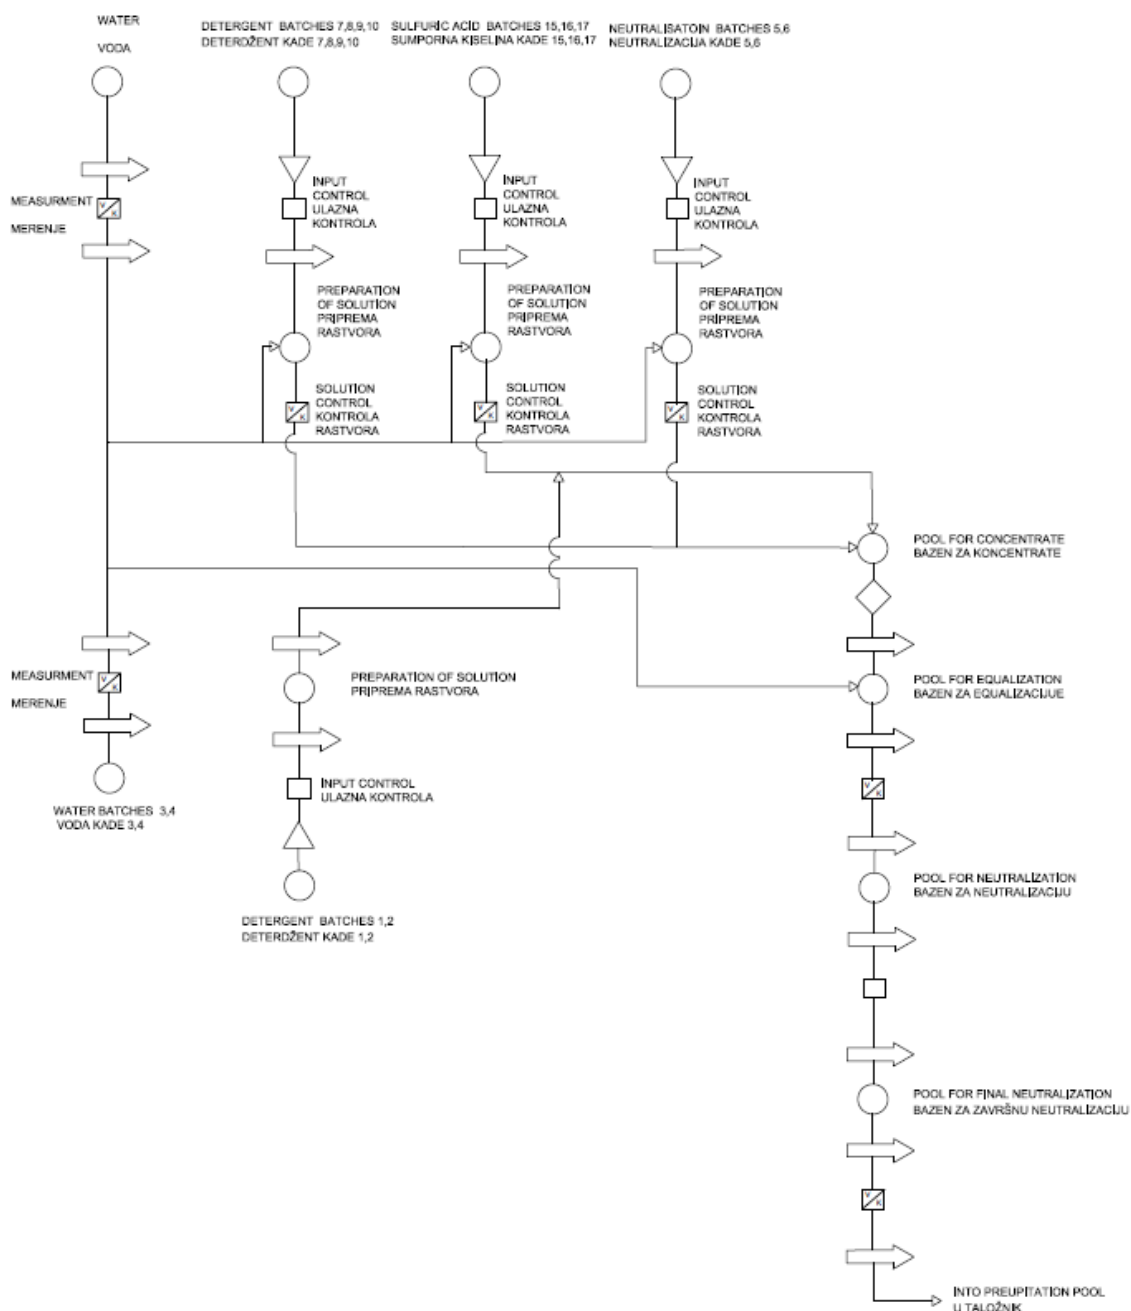 WATER
VODA
DETERGENT BATCHES 7,8,9,10
DETERDŽENT KADE 7,8,9,10
SULFURİC ACİD BATCHES 15,16,17
SUMPORNA KİSELİNA KADE 15,16,17
NEUTRALISATOIN BATCHES 5,6
NEUTRALIZACIJA KADE 5,6
MEASURMENT
MERENJE
V
K
INPUT
CONTROL
ULAZNA
KONTROLA
INPUT
CONTROL
ULAZNA
KONTROLA
INPUT
CONTROL
ULAZNA
KONTROLA
PREPARATION
OF SOLUTION
PRIPREMA
RASTVORA
PREPARATION
OF SOLUTION
PRIPREMA
RASTVORA
PREPARATION
OF SOLUTION
PRIPREMA
RASTVORA
V
K
SOLUTION
CONTROL
KONTROLA
RASTVORA
V
K
SOLUTION
CONTROL
KONTROLA
RASTVORA
V
K
SOLUTION
CONTROL
KONTROLA
RASTVORA
POOL FOR CONCENTRATE
BAZEN ZA KONCENTRATE
MEASURMENT
MERENJE
V
K
PREPARATION OF SOLUTION
PRIPREMA RASTVORA
POOL FOR EQUALIZATION
BAZEN ZA EQUALIZACIJUE
INPUT CONTROL
ULAZNA KONTROLA
V
K
WATER BATCHES 3,4
VODA KADE 3,4
POOL FOR NEUTRALIZATION
BAZEN ZA NEUTRALIZACIJU
DETERGENT BATCHES 1,2
DETERDŽENT KADE 1,2
POOL FOR FINAL NEUTRALIZATION
BAZEN ZA ZAVRŠNU NEUTRALIZACIJU
V
K
INTO PREUPITATION POOL
U TALOŽNIK